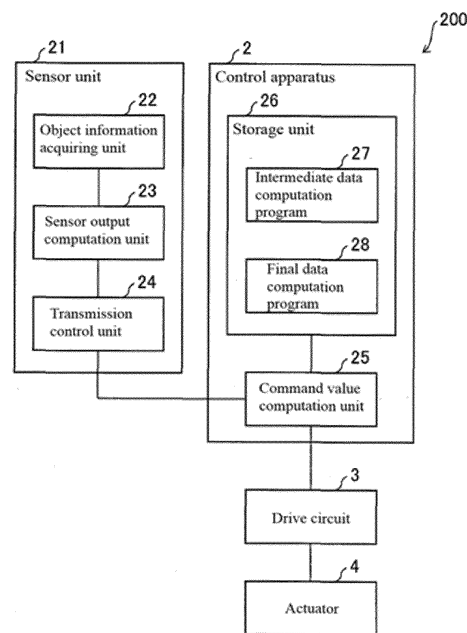 200
21
Sensor unit
22
Object information
acquiring unit
23
Sensor output
computation unit
24
Transmission
control unit
2
Control apparatus
26
Storage unit
27
Intermediate data
computation
program
28
Final data
computation
program
25
Command value
computation unit
3
Drive circuit
4
Actuator